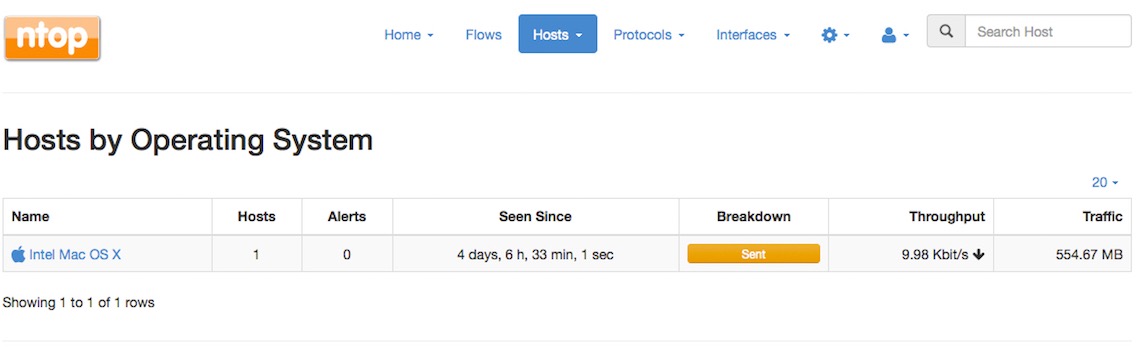 ntop
Home Flows Hosts Protocols Interfaces Search Host
Hosts by Operating System
20
Name Hosts Alerts Seen Since Breakdown Throughput Traffic
Intel Mac OS X 1 0 4 days, 6 h, 33 min, 1 sec Sent 9.98 Kbit/s 554.67 MB
Showing 1 to 1 of 1 rows